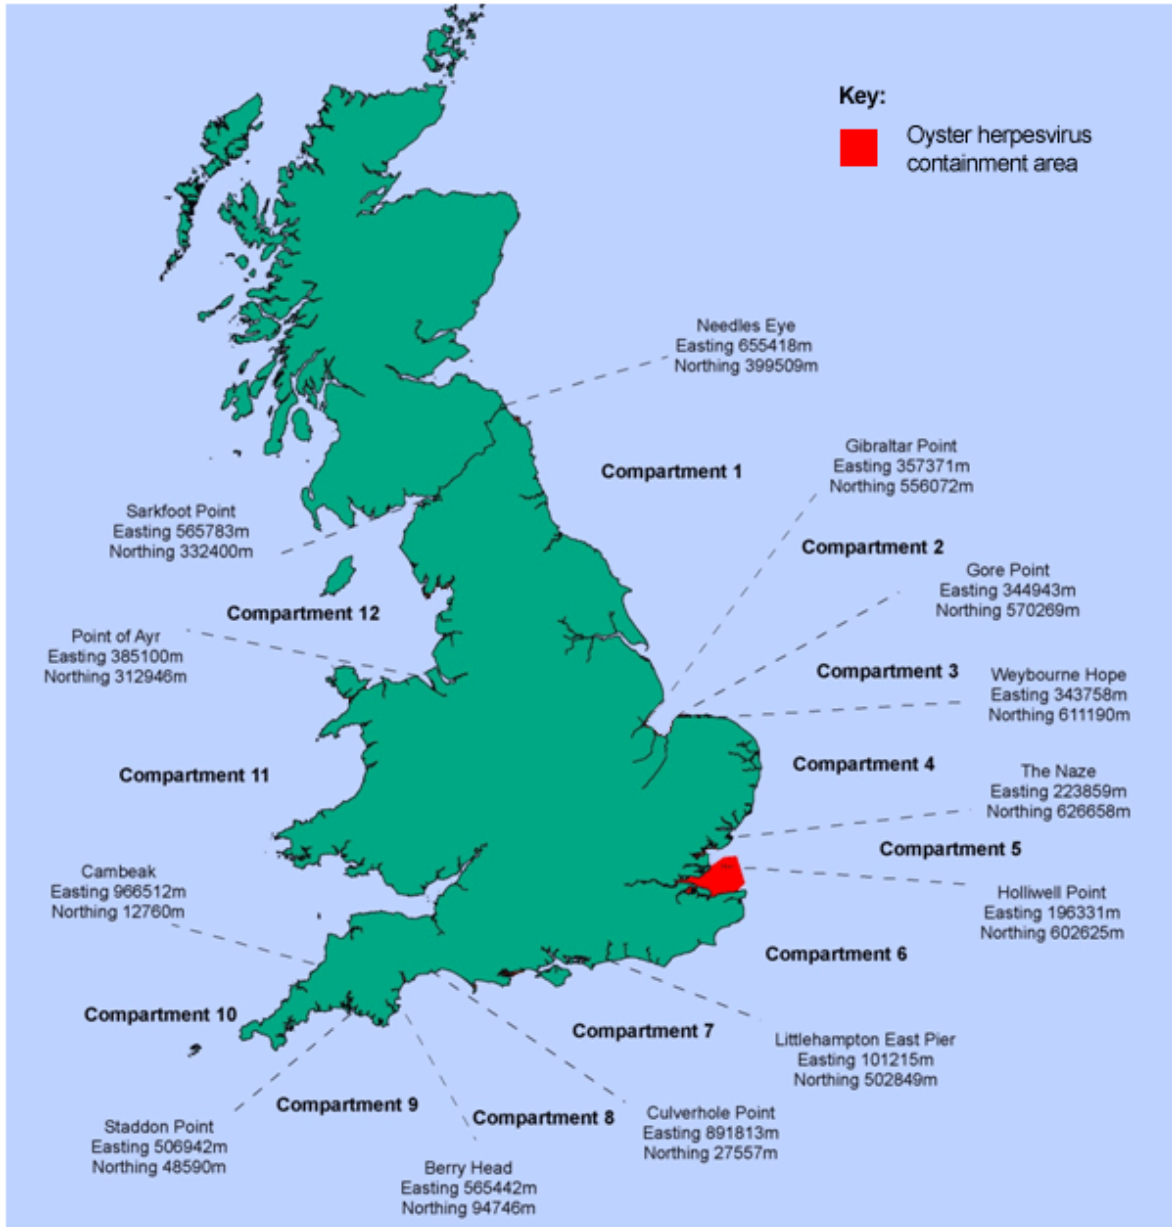 Key:
Oyster herpesvirus
containment area
Needles Eye
Easting 655418m
Northing 399509m
Gibraltar Point
Easting 357371m
Northing 556072m
Compartment 1
Sarkfoot Point
Easting 565783m
Northing 332400m
Compartment 2
Gore Point
Easting 344943m
Northing 570269m
Compartment 12
Point of Ayr
Easting 385100m
Northing 312946m
Compartment 3
Weybourne Hope
Easting 343758m
Northing 611190m
Compartment 11
Compartment 4
The Naze
Easting 223859m
Northing 626658m
Compartment 5
Cambeak
Easting 966512m
Northing 12760m
Holliwell Point
Easting 196331m
Northing 602625m
Compartment 6
Compartment 10
Compartment 7
Littlehampton East Pier
Easting 101215m
Northing 502849m
Compartment 9
Compartment 8
Culverhole Point
Easting 891813m
Northing 27557m
Staddon Point
Easting 506942m
Northing 48590m
Berry Head
Easting 565442m
Northing 94746m